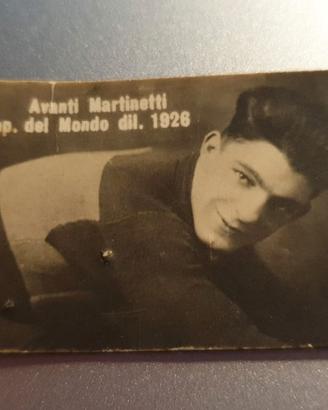 Avanti Martinetti
p. del Mondo dil. 1926